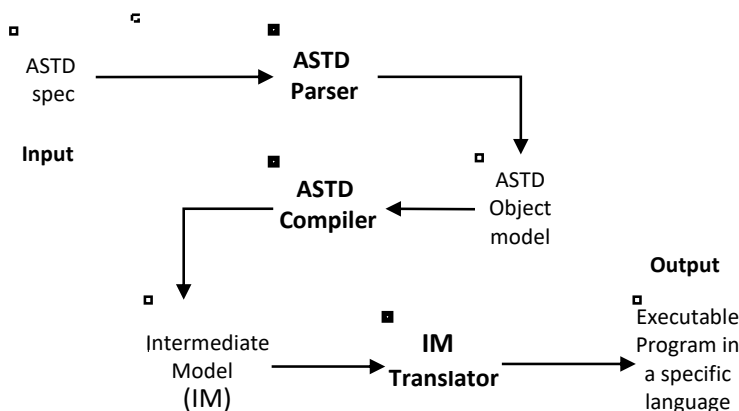 ASTD
spec
ASTD
Parser
Input
ASTD
Compiler
ASTD
Object
model
Output
Intermediate
Model
(IM)
IM
Translator
Executable
Program in
a specific
language